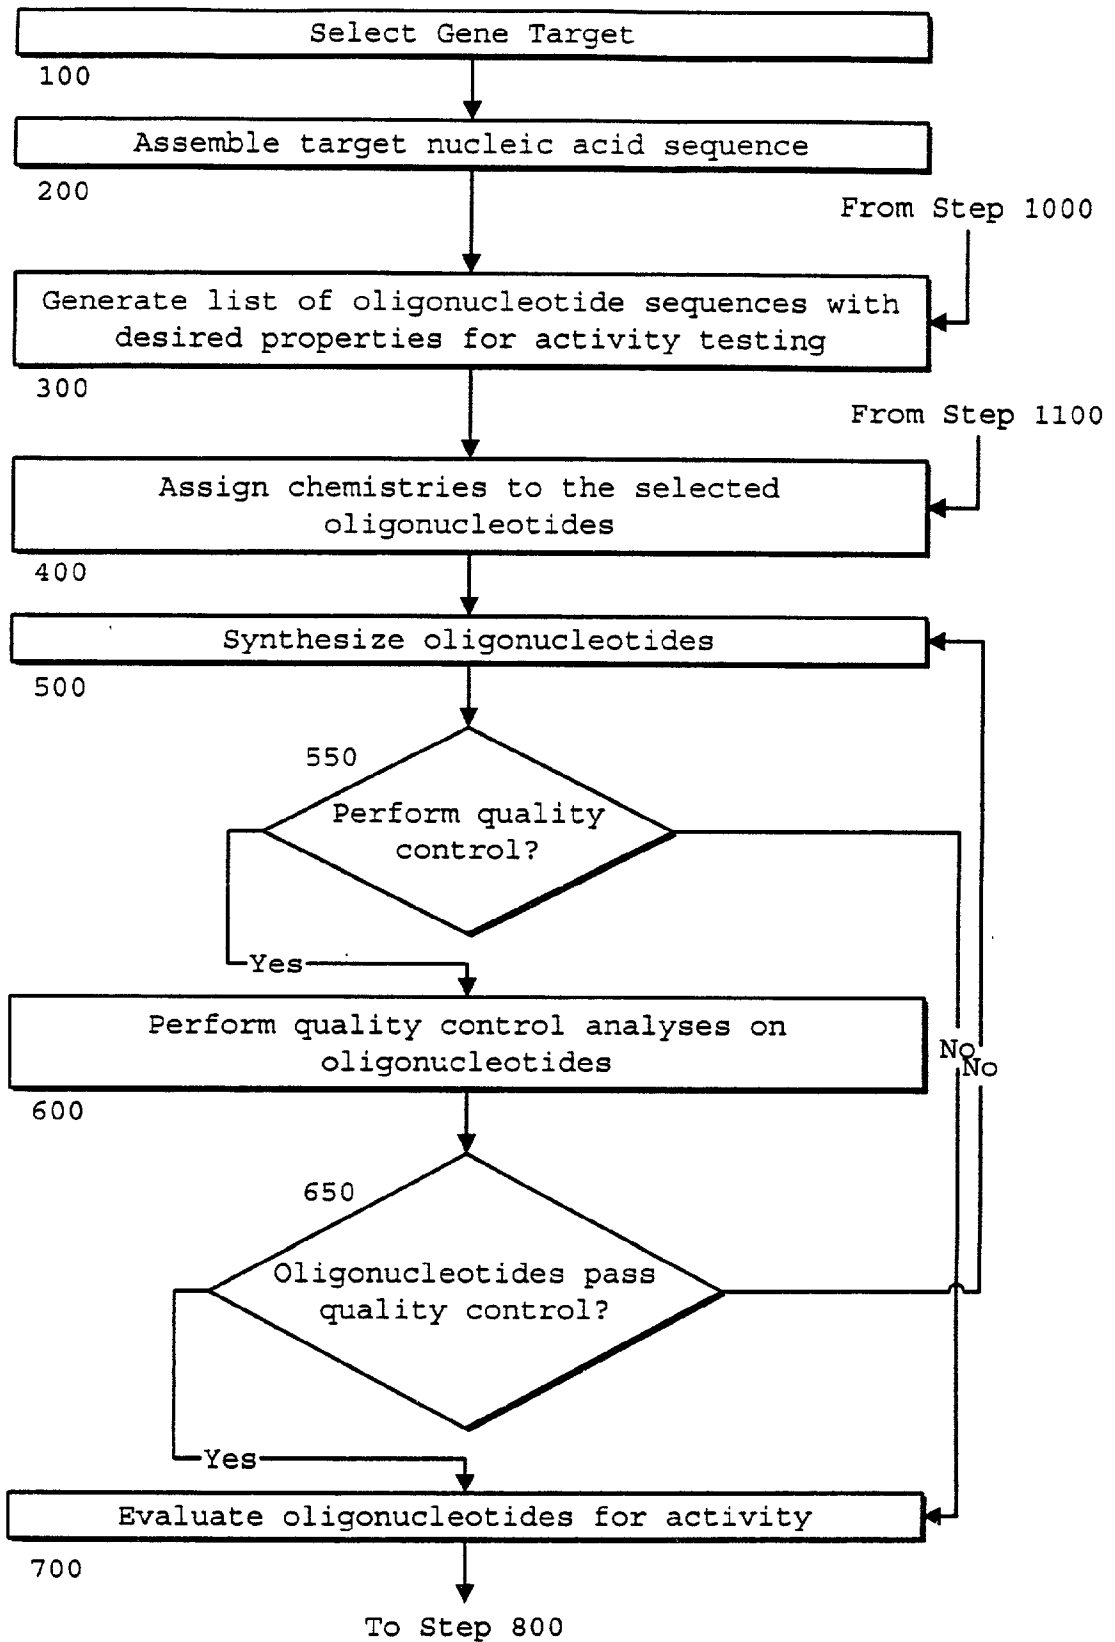 Select Gene Target
100
Assemble target nucleic acid sequence
200
From Step 1000
Generate list of oligonucleotide sequences with
desired properties for activity testing
300
From Step 1100
Assign chemistries to the selected
oligonucleotides
400
Synthesize oligonucleotides
500
550
Perform quality
control?
Yes
Perform quality control analyses on
oligonucleotides
No
No
600
650
Oligonucleotides pass
quality control?
Yes
Evaluate oligonucleotides for activity
700
To Step 800